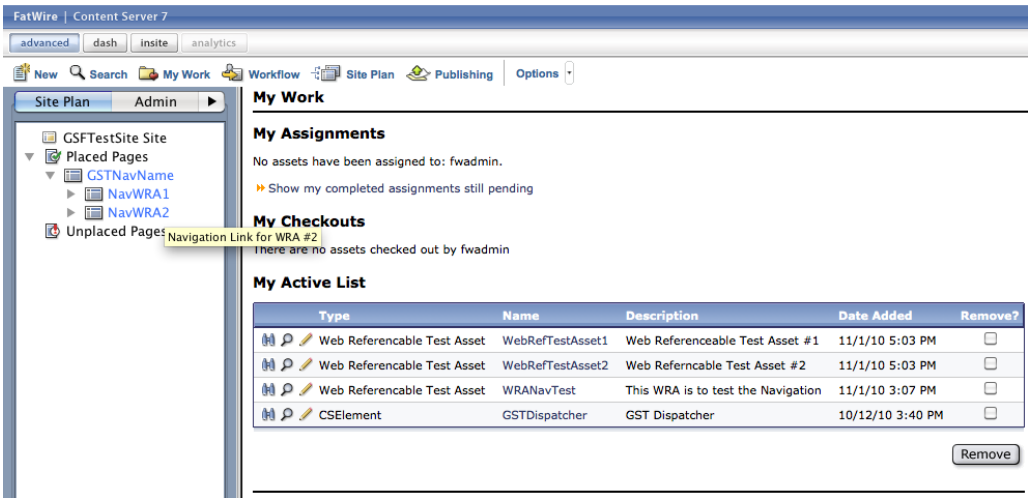 FatWire | Content Server 7
advanced dash insite analytics
New Search My Work Workflow Site Plan Publishing Options
Site Plan Admin
GSFTestSite Site
Placed Pages
GSTNavName
NavWRA1
NavWRA2
Unplaced Pages
Navigation Link for WRA #2
My Work
My Assignments
No assets have been assigned to: fwadmin.
Show my completed assignments still pending
My Checkouts
There are no assets checked out by fwadmin
My Active List
Type Name Description Date Added Remove?
Web Referencable Test Asset WebRefTestAsset1 Web Referenceable Test Asset #1 11/1/10 5:03 PM
Web Referencable Test Asset WebRefTestAsset2 Web Referncable Test Asset #2 11/1/10 5:03 PM
Web Referencable Test Asset WRANavTest This WRA is to test the Navigation 11/1/10 3:07 PM
CSElement GSTDispatcher GST Dispatcher 10/12/10 3:40 PM
Remove